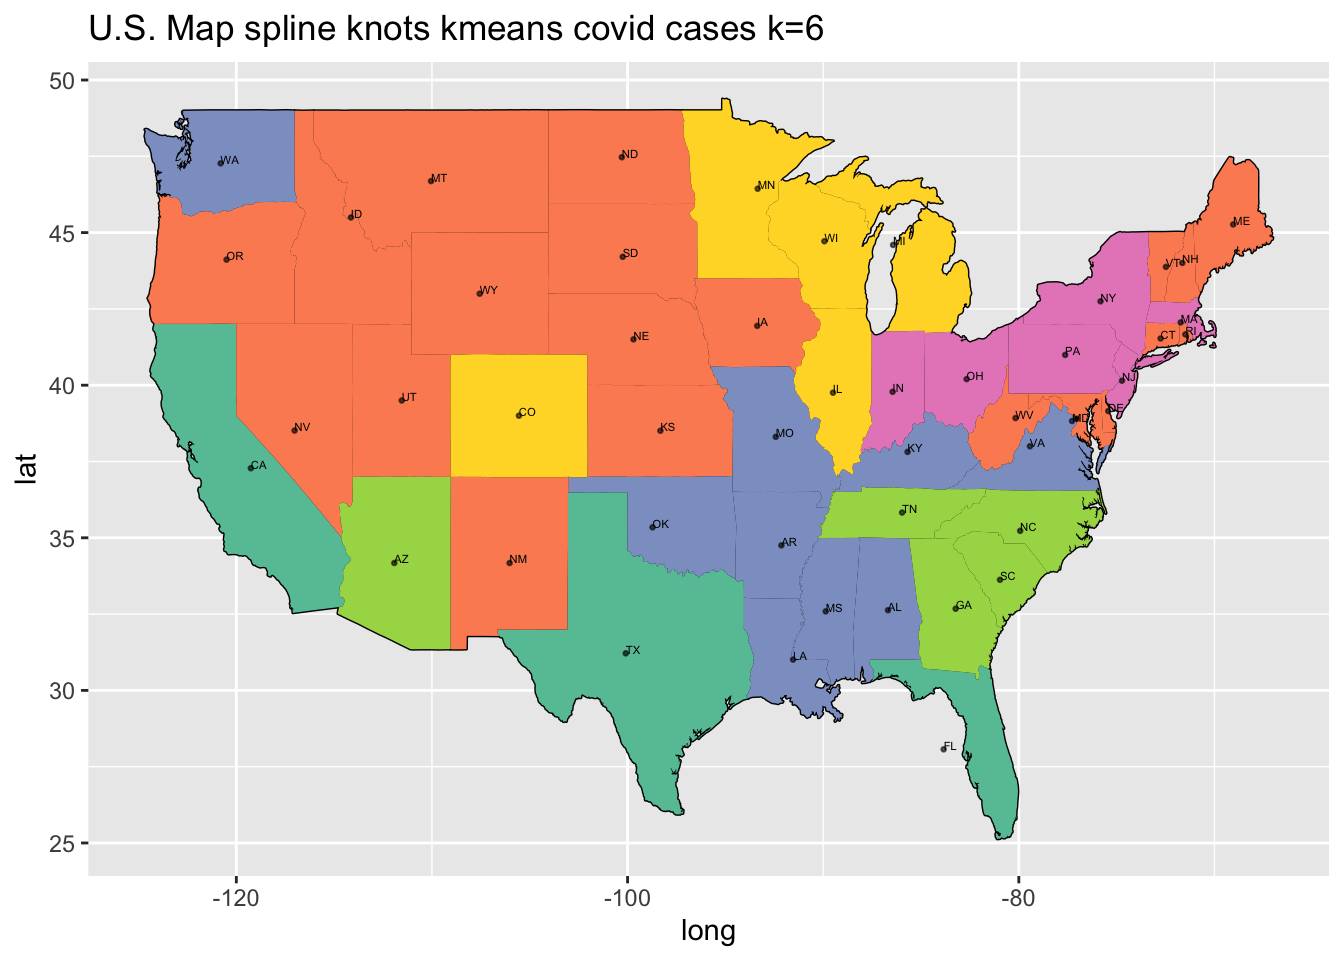 U.S. Map spline knots kmeans covid cases k=6
50
45
40
35
30
25
lat
-120
-100
-80
long
WA
MT
ND
MN
ID
OR
SD
WI
MI
ME
WY
VT
NH
NY
NE
IA
MA
CT
RI
PA
NJ
UT
CO
IL
IN
OH
DE
NV
KS
MO
WV
MD
VA
KY
CA
OK
TN
NC
AZ
NM
AR
SC
GA
MS
AL
TX
LA
FL